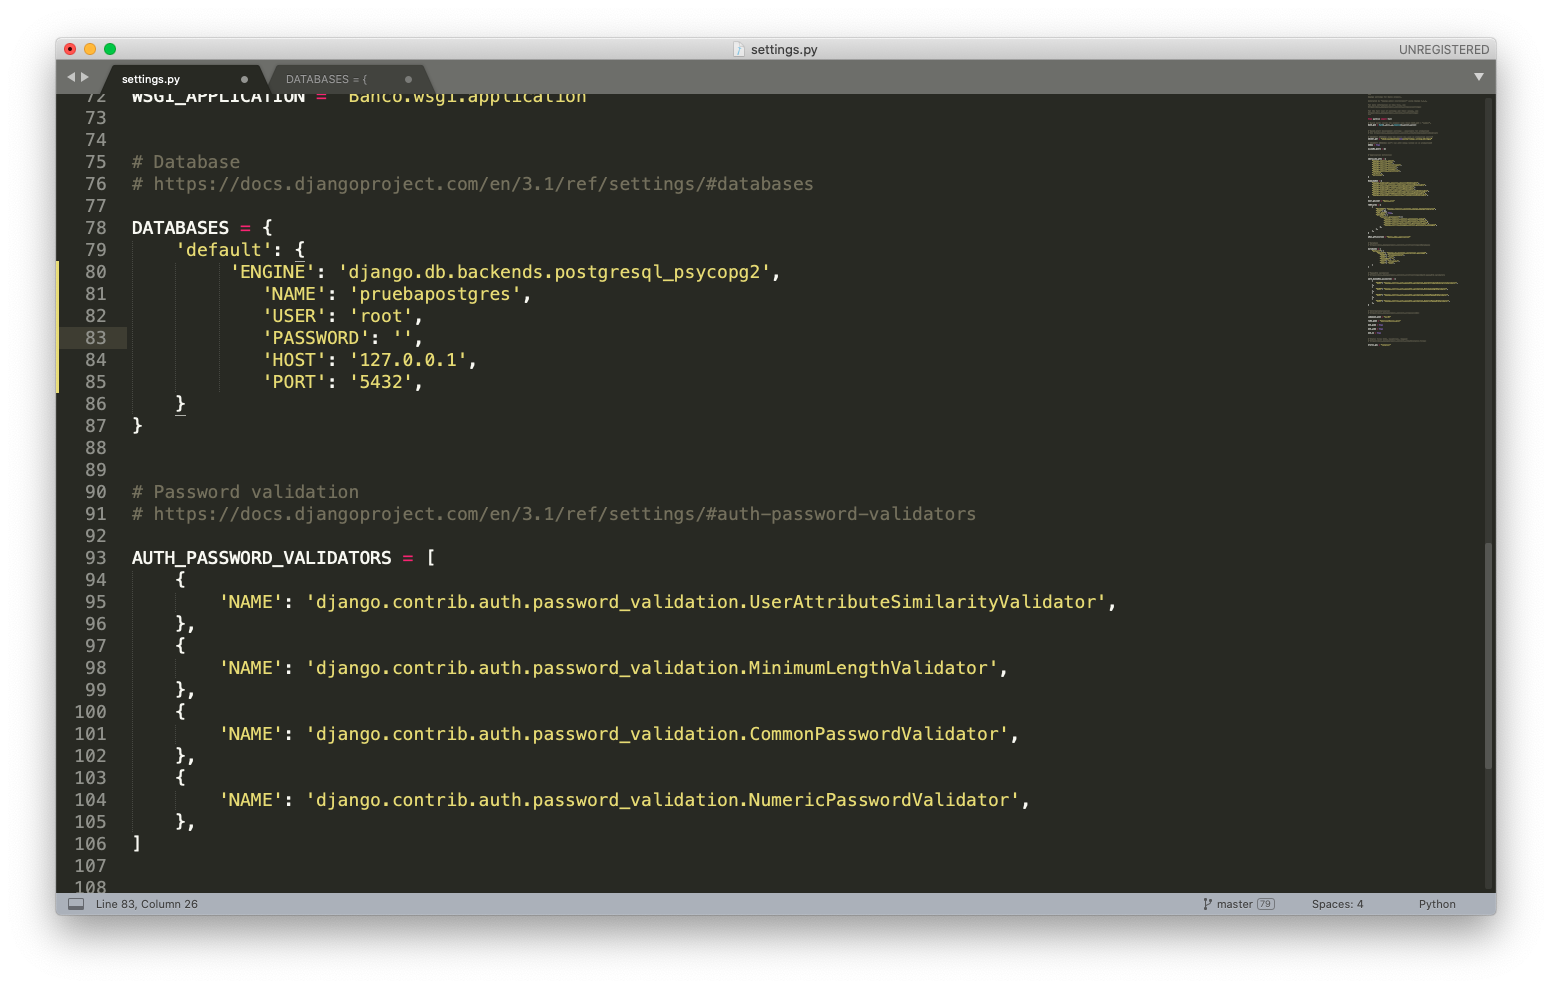 settings.py
UNREGISTERED
settings.py
DATABASES = {
72 WSGI_APPLICATION = 'Banco.wsgi.application'
73
74
75 # Database
76 # https://docs.djangoproject.com/en/3.1/ref/settings/#databases
77
78 DATABASES = {
79 'default': {
80 'ENGINE': 'django.db.backends.postgresql_psycopg2',
81 'NAME': 'pruebapostgres',
82 'USER': 'root',
83 'PASSWORD': '',
84 'HOST': '127.0.0.1',
85 'PORT': '5432',
86 }
87 }
88
89
90 # Password validation
91 # https://docs.djangoproject.com/en/3.1/ref/settings/#auth-password-validators
92
93 AUTH_PASSWORD_VALIDATORS = [
94 {
95 'NAME': 'django.contrib.auth.password_validation.UserAttributeSimilarityValidator',
96 },
97 {
98 'NAME': 'django.contrib.auth.password_validation.MinimumLengthValidator',
99 },
100 {
101 'NAME': 'django.contrib.auth.password_validation.CommonPasswordValidator',
102 },
103 {
104 'NAME': 'django.contrib.auth.password_validation.NumericPasswordValidator',
105 },
106 ]
107
108
Line 83, Column 26
master 79
Spaces: 4
Python